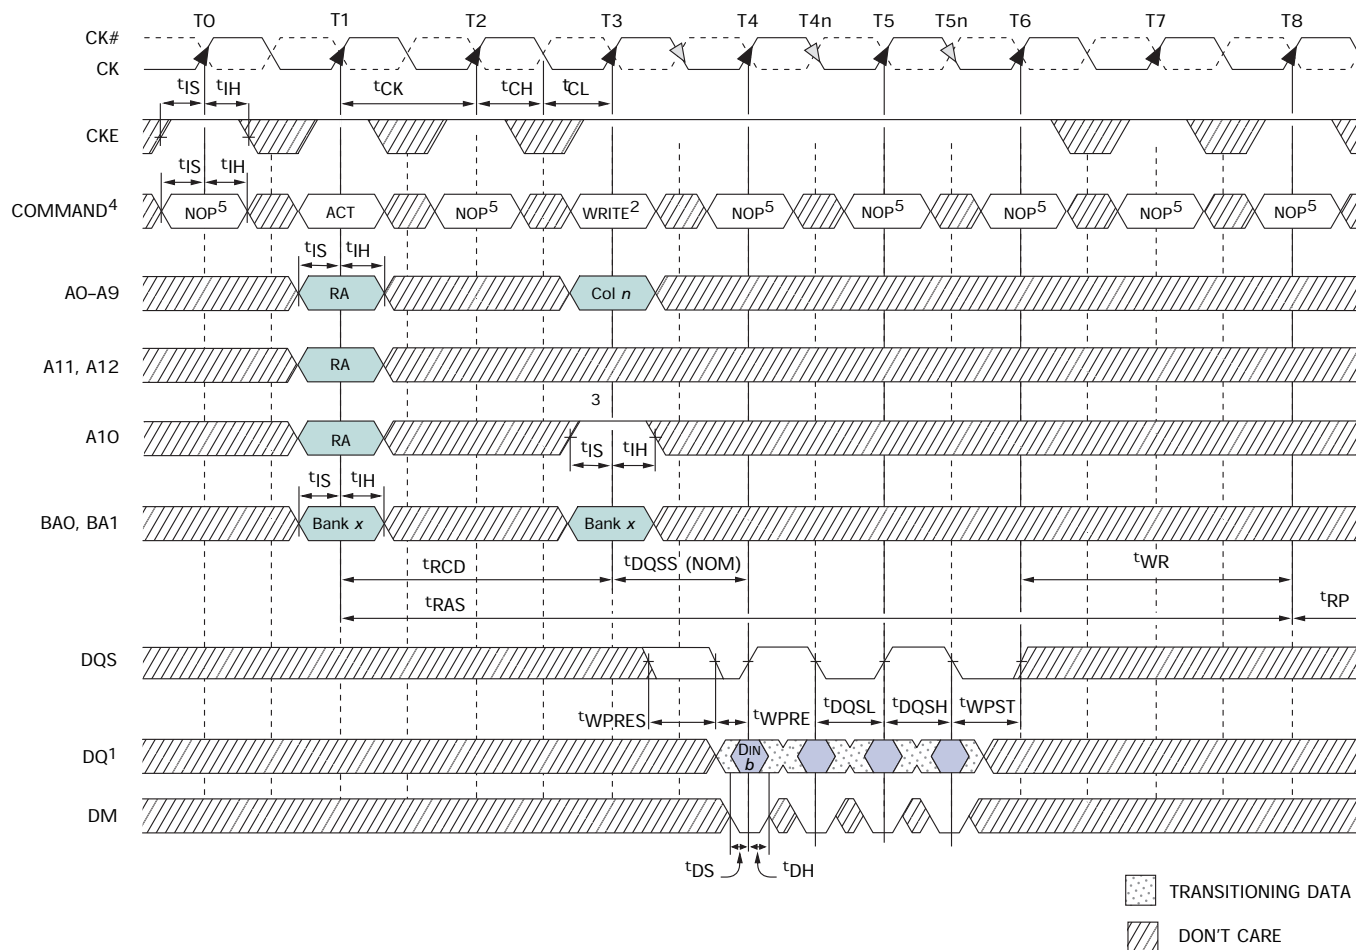 T0 T1 T2 T3 T4 T4n T5 T5n T6 T7 T8
CK#
CK
tIS tIH tCK tCH tCL
CKE
tIS tIH
COMMAND4 NOP5 ACT NOP5 WRITE2 NOP5 NOP5 NOP5 NOP5 NOP5
tIS tIH
A0–A9 RA Col n
A11, A12 RA
3
A10 RA
tIS tIH
tIS tIH
BA0, BA1 Bank x Bank x
tRCD tDQSS (NOM) tWR
tRAS tRP
DQS
tWPRES tWPRE tDQSL tDQSH tWPST
DQ1 DIN
b
DM
tDS tDH
TRANSITIONING DATA
DON'T CARE